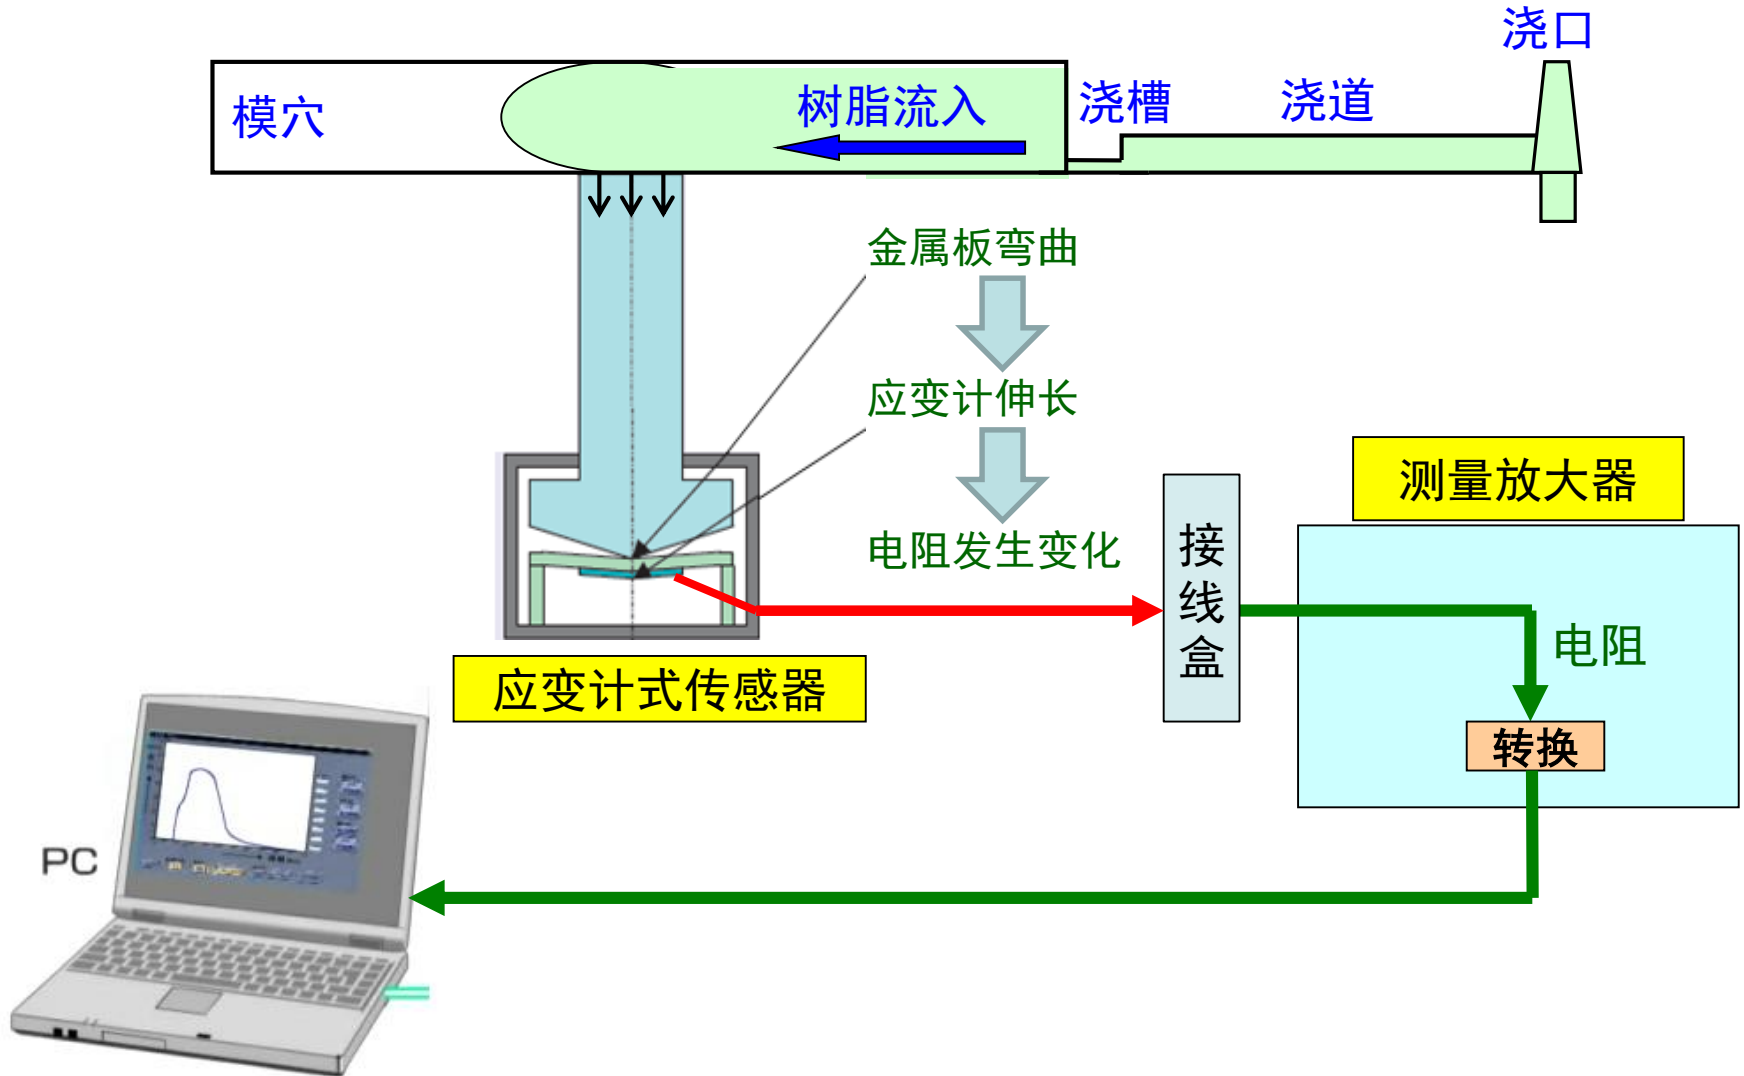 浇口
模穴
树脂流入
浇槽
浇道
金属板弯曲
应变计伸长
电阻发生变化
测量放大器
接线盒
电阻
转换
应变计式传感器
PC